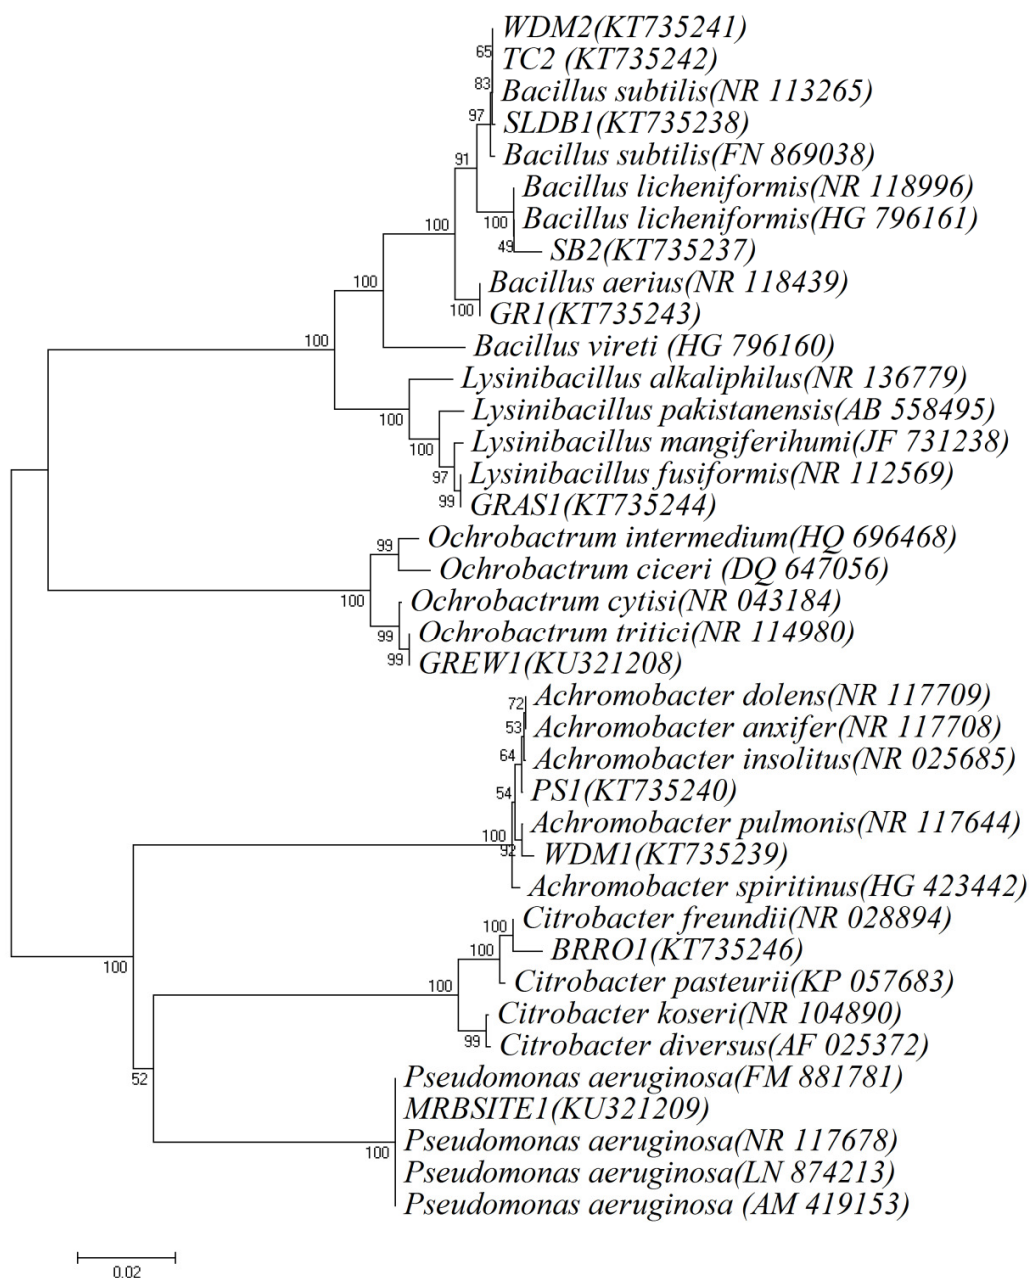 WDM2(KT735241)
65
TC2 (KT735242)
83
Bacillus subtilis(NR 113265)
97
SLDB1(KT735238)
Bacillus subtilis(FN 869038)
91
Bacillus licheniformis(NR 118996)
100
Bacillus licheniformis(HG 796161)
100
49
SB2(KT735237)
100
Bacillus aerius(NR 118439)
100
GR1(KT735243)
100
Bacillus vireti (HG 796160)
Lysinibacillus alkaliphilus(NR 136779)
100
Lysinibacillus pakistanensis(AB 558495)
100
Lysinibacillus mangiferihumi(JF 731238)
97
Lysinibacillus fusiformis(NR 112569)
99
GRAS1(KT735244)
Ochrobactrum intermedium(HQ 696468)
99
Ochrobactrum ciceri (DQ 647056)
100
Ochrobactrum cytisi(NR 043184)
99
Ochrobactrum tritici(NR 114980)
99
GREW1(KU321208)
Achromobacter dolens(NR 117709)
72
Achromobacter anxifer(NR 117708)
53
Achromobacter insolitus(NR 025685)
64
PS1(KT735240)
54
Achromobacter pulmonis(NR 117644)
100
92
WDM1(KT735239)
Achromobacter spiritinus(HG 423442)
Citrobacter freundii(NR 028894)
100
BRRO1(KT735246)
100
100
Citrobacter pasteurii(KP 057683)
100
Citrobacter koseri(NR 104890)
99
Citrobacter diversus(AF 025372)
52
Pseudomonas aeruginosa(FM 881781)
MRBSITE1(KU321209)
Pseudomonas aeruginosa(NR 117678)
100
Pseudomonas aeruginosa(LN 874213)
Pseudomonas aeruginosa (AM 419153)
0.02